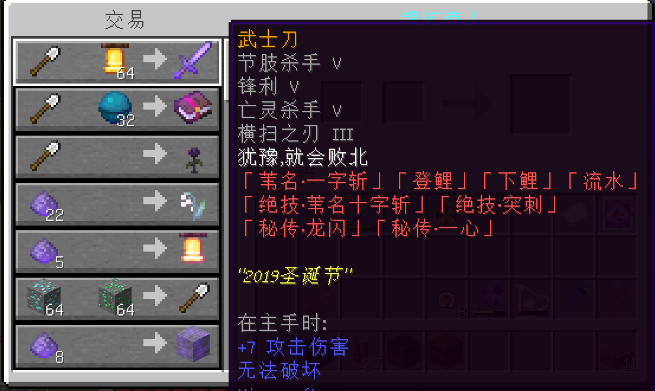 交易
64
32
22
5
64 64
8
武士刀
节肢杀手 V
锋利 V
亡灵杀手 V
横扫之刃 III
犹豫,就会败北
「苇名·一字斩」「登鲤」「下鲤」「流水」
「绝技·苇名十字斩」「绝技·突刺」
「秘传·龙闪」「秘传·一心」
"2019圣诞节"
在主手时:
+7 攻击伤害
无法破坏